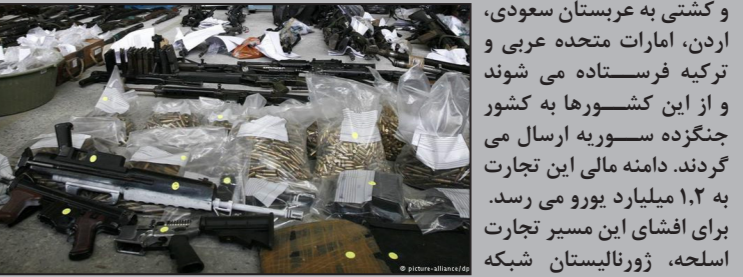 و کشتی به عربستان سعودی،
اردن، امارات متحده عربی و
ترکیه فرستاده می شوند
و از این کشورها به کشور
جنگزده سوریه ارسال می
گردند. دامنه مالی این تجارت
به ۱,۲ میلیارد یورو می رسد.
برای افشای این مسیر تجارت
اسلحه، ژورنالیستان شبکه
© picture-alliance/dp